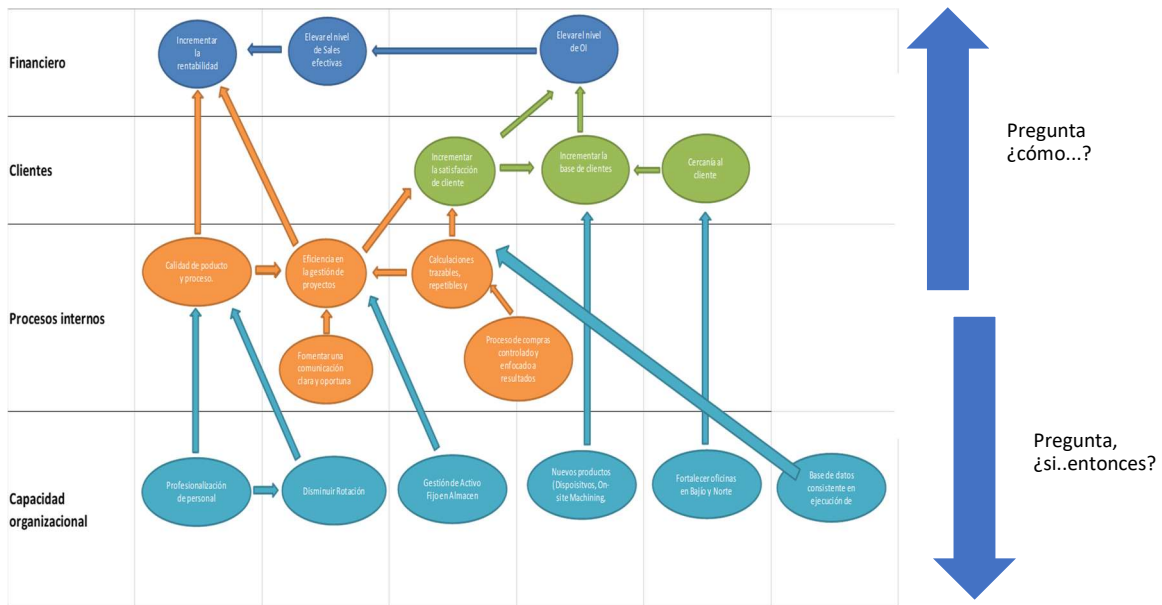 Financiero
Incrementar
la
rentabilidad
Elevar el nivel
de Sales
efectivas
Elevar el nivel
de OI
Pregunta
¿cómo...?
Clientes
Incrementar
la satisfacción
de cliente
Incrementar la
base de clientes
Cercanía al
cliente
Procesos internos
Calidad de poducto
y proceso.
Eficiencia en
la gestión de
proyectos
Calculaciones
trazables,
repetibles y
Fomentar una
comunicación
clara y oportuna
Proceso de compras
controlado y
enfocado a
resultados
Pregunta,
¿si..entonces?
Capacidad
organizacional
Profesionalización
de personal
Disminuir Rotación
Gestión de Activo
Fijo en Almacen
Nuevos productos
(Dispoisitvos, On-
site Machining,
Fortalecer oficinas
en Bajío y Norte
Base de datos
consistente en
ejecución de